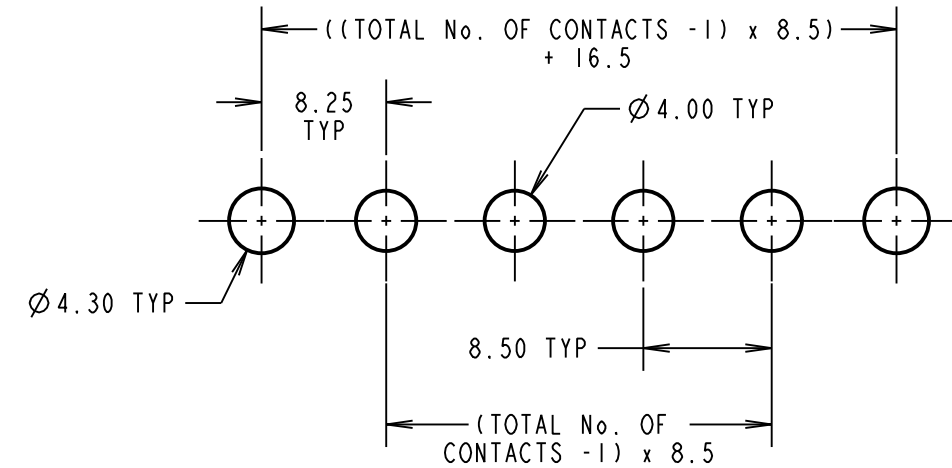 ((TOTAL No. OF CONTACTS -1) x 8.5)
+ 16.5
8.25
TYP
Ø4.00 TYP
Ø4.30 TYP
8.50 TYP
(TOTAL No. OF
CONTACTS -1) x 8.5